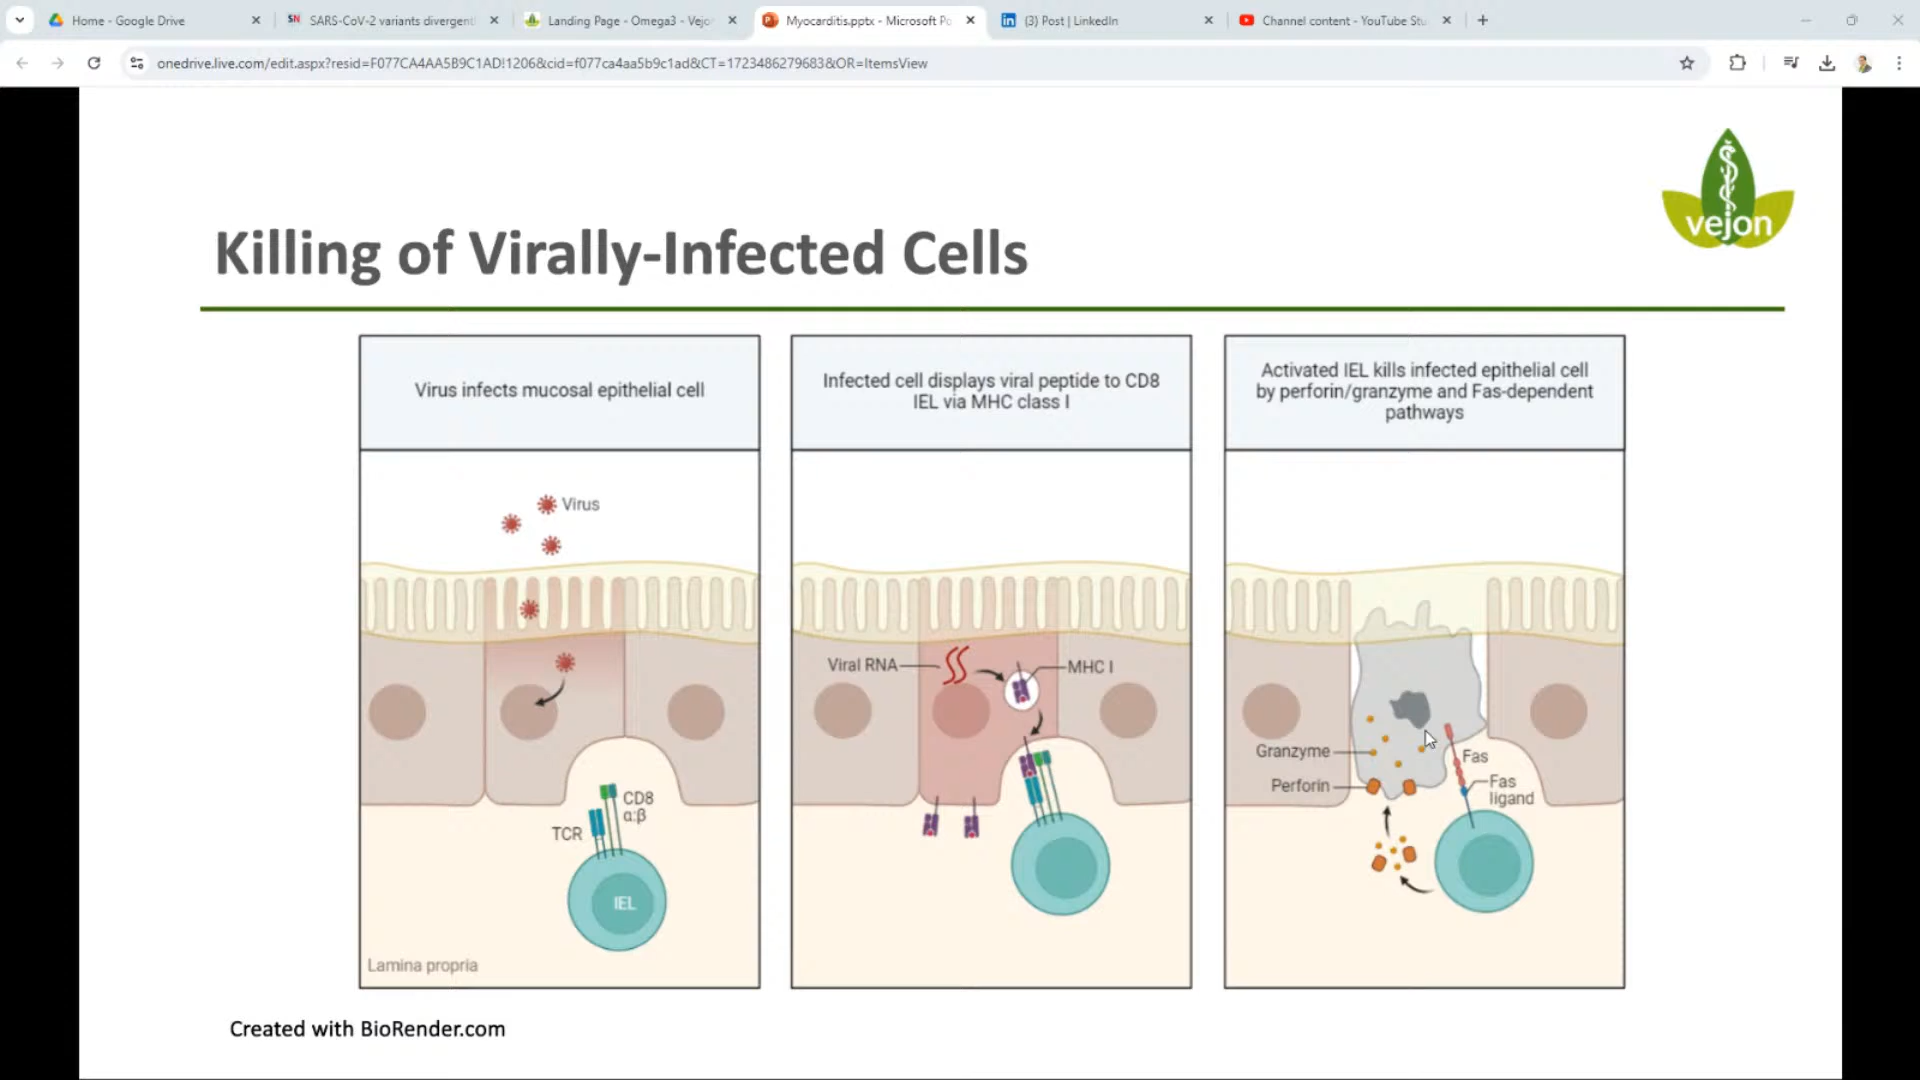 Home - Google Drive
SARS-CoV-2 variants divergent
Landing Page - Omega3 - Vejo
Myocarditis.pptx - Microsoft Po
(3) Post | LinkedIn
Channel content - YouTube Stu
onedrive.live.com/edit.aspx?resid=F077CA4AA5B9C1AD!1206&cid=f077ca4aa5b9c1ad&CT=1723486279683&OR=ItemsView
vejon
Killing of Virally-Infected Cells
Virus infects mucosal epithelial cell
Virus
CD8
α:β
TCR
IEL
Lamina propria
Infected cell displays viral peptide to CD8
IEL via MHC class I
Viral RNA
MHC I
Activated IEL kills infected epithelial cell
by perforin/granzyme and Fas-dependent
pathways
Granzyme
Perforin
Fas
Fas
ligand
Created with BioRender.com